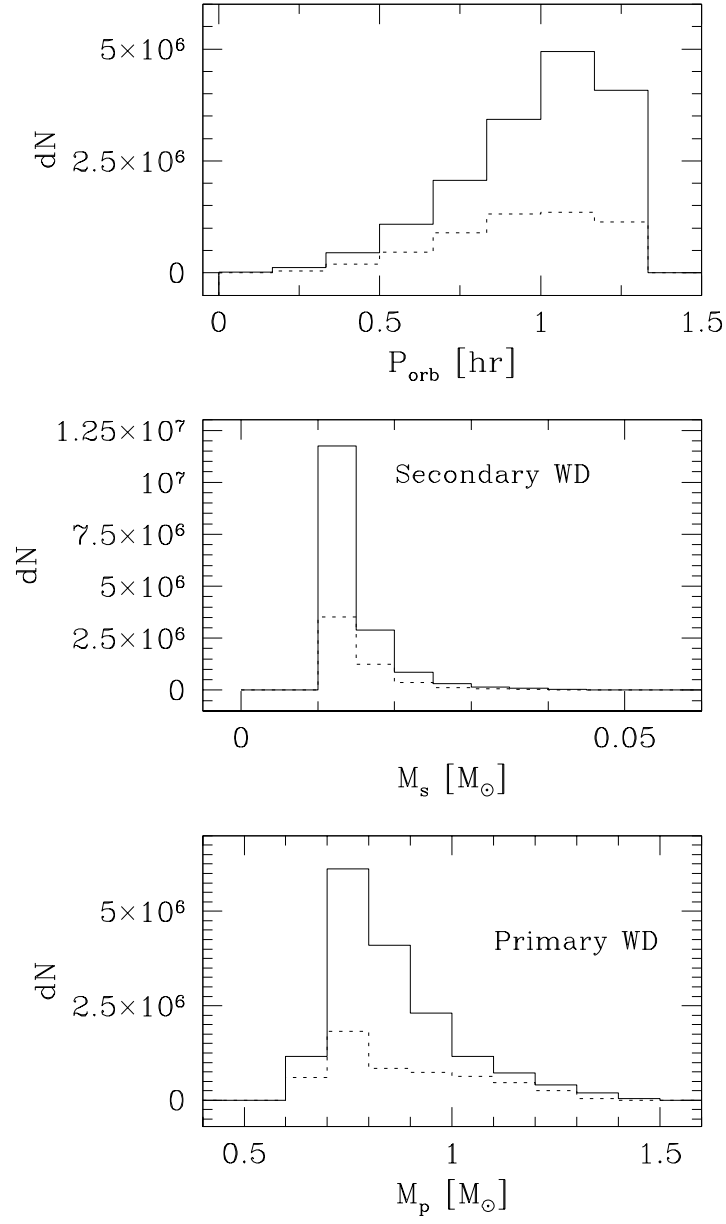 5×10⁶
2.5×10⁶
0
dN
0 0.5 1 1.5
P_orb [hr]
1.25×10⁷
10⁷
7.5×10⁶
5×10⁶
2.5×10⁶
0
dN
Secondary WD
0 0.05
M_s [M_⊙]
5×10⁶
2.5×10⁶
0
dN
Primary WD
0.5 1 1.5
M_p [M_⊙]